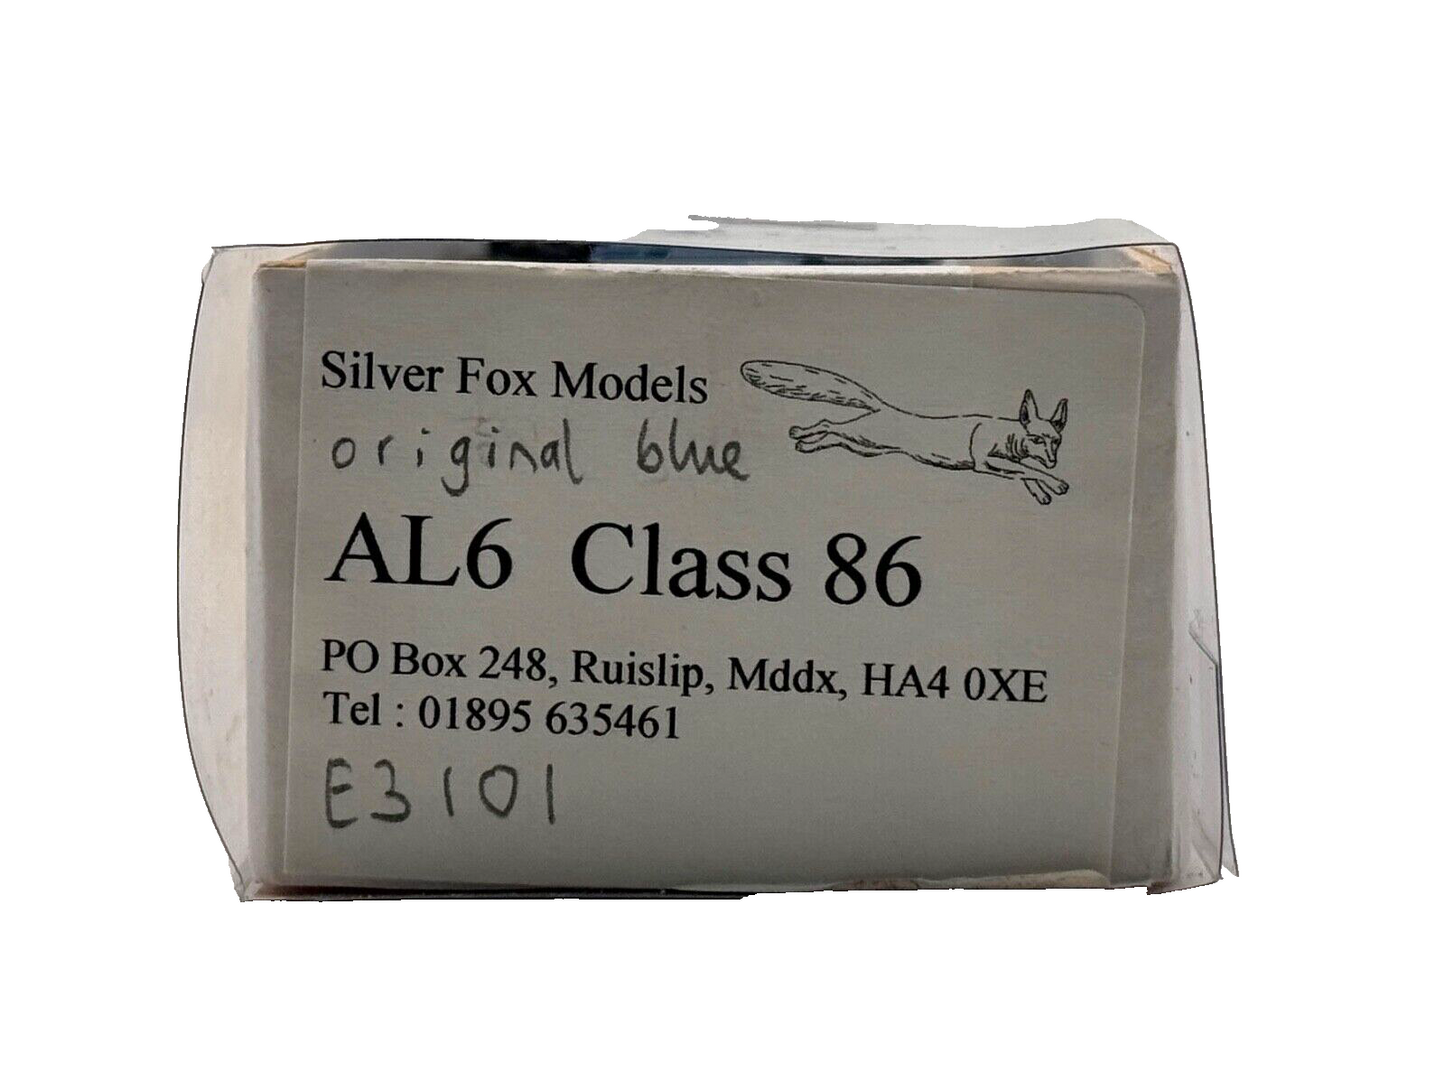 Silver Fox Models
original blue
AL6 Class 86
PO Box 248, Ruislip, Mddx, HA4 0XE
Tel : 01895 635461
E3101